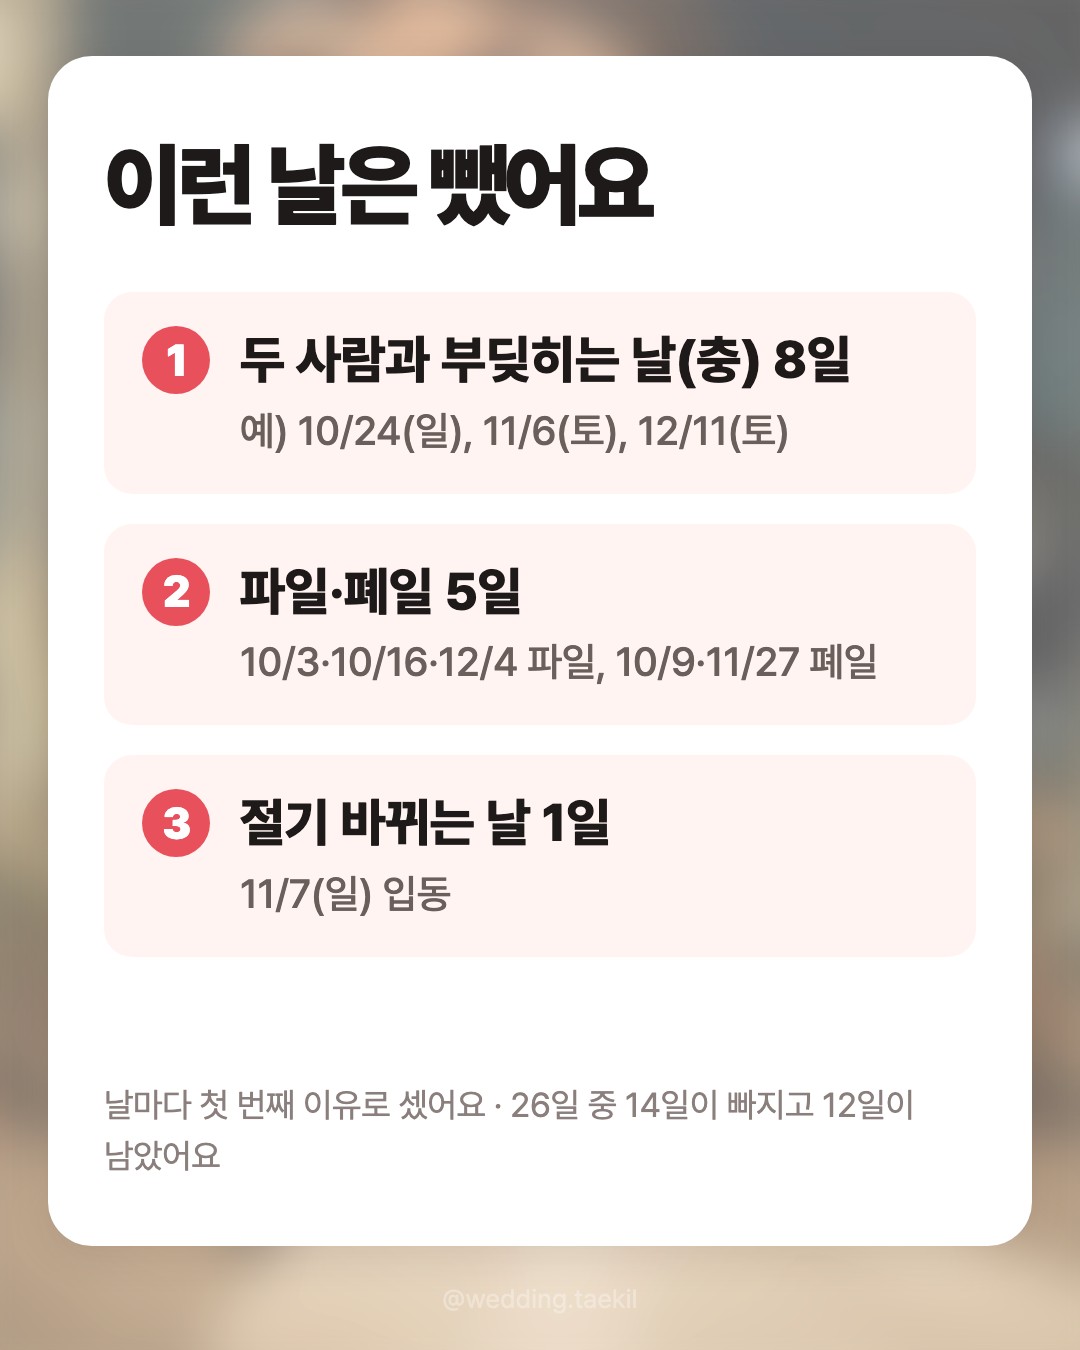 이런 날은 뺐어요
1 두 사람과 부딪히는 날(충) 8일
예) 10/24(일), 11/6(토), 12/11(토)
2 파일·폐일 5일
10/3·10/16·12/4 파일, 10/9·11/27 폐일
3 절기 바뀌는 날 1일
11/7(일) 입동
날마다 첫 번째 이유로 셌어요 · 26일 중 14일이 빠지고 12일이
남았어요
@wedding.taekil